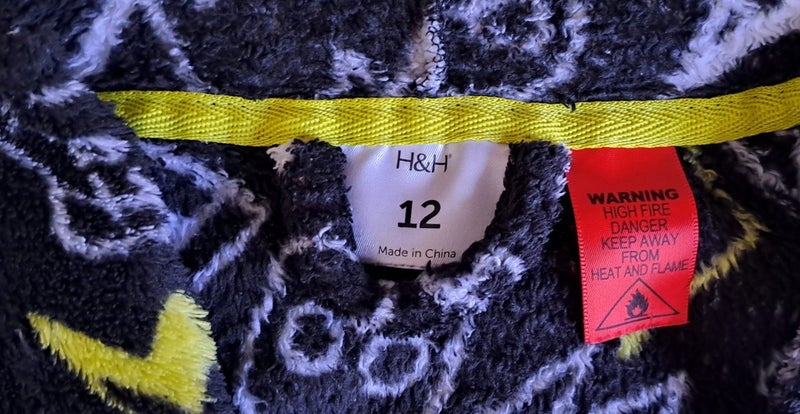 H&H
12
Made in China
WARNING
HIGH FIRE
DANGER
KEEP AWAY
FROM
HEAT AND FLAME